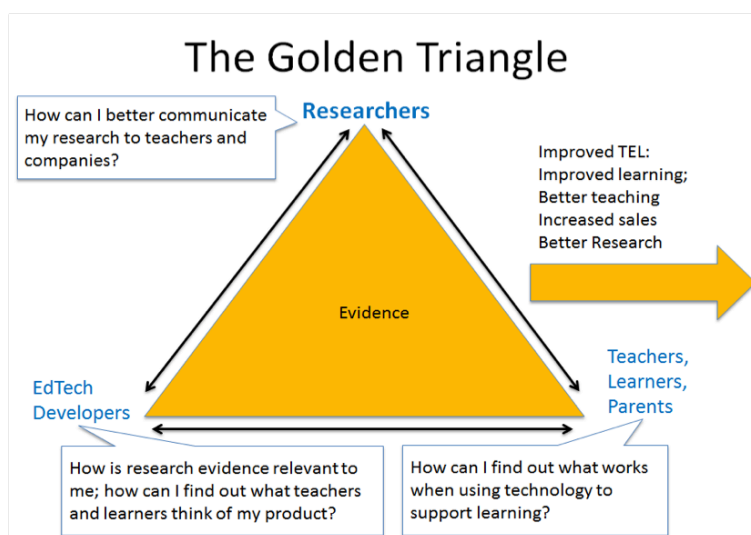 The Golden Triangle
How can I better communicate
my research to teachers and
companies?
Researchers
Improved TEL:
Improved learning;
Better teaching
Increased sales
Better Research
Evidence
EdTech
Developers
Teachers,
Learners,
Parents
How is research evidence relevant to
me; how can I find out what teachers
and learners think of my product?
How can I find out what works
when using technology to
support learning?